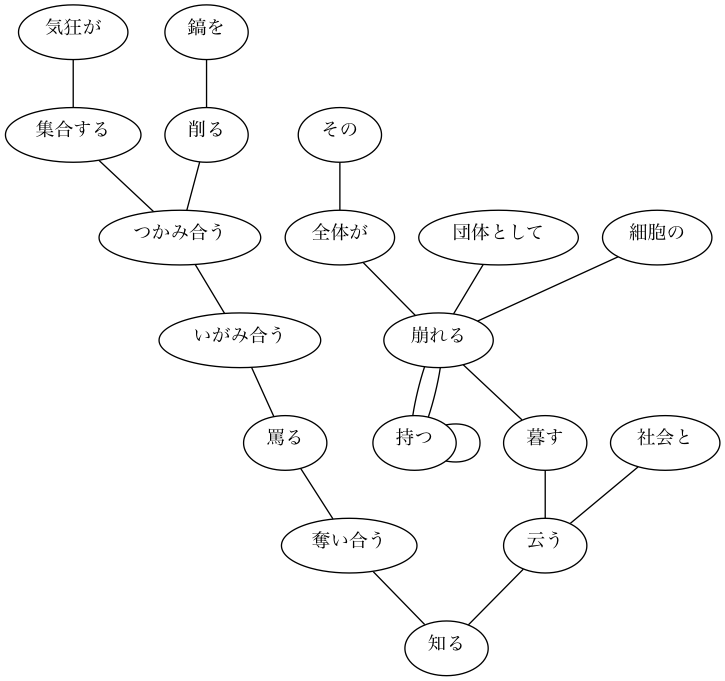 気狂が 鎬を
集合する 削る その
つかみ合う 全体が 団体として 細胞の
いがみ合う 崩れる
罵る 持つ 暮す 社会と
奪い合う 云う
知る